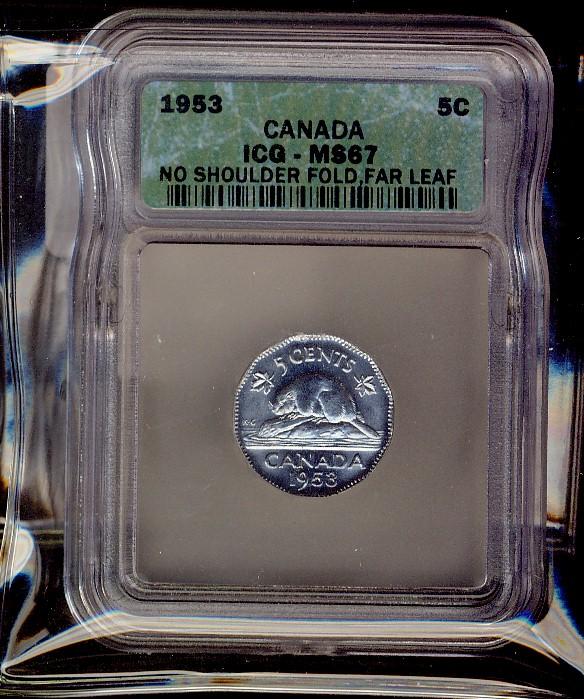 1953 5C
CANADA
ICG - MS67
NO SHOULDER FOLD,FAR LEAF
5 CENTS
K·G
CANADA
1953